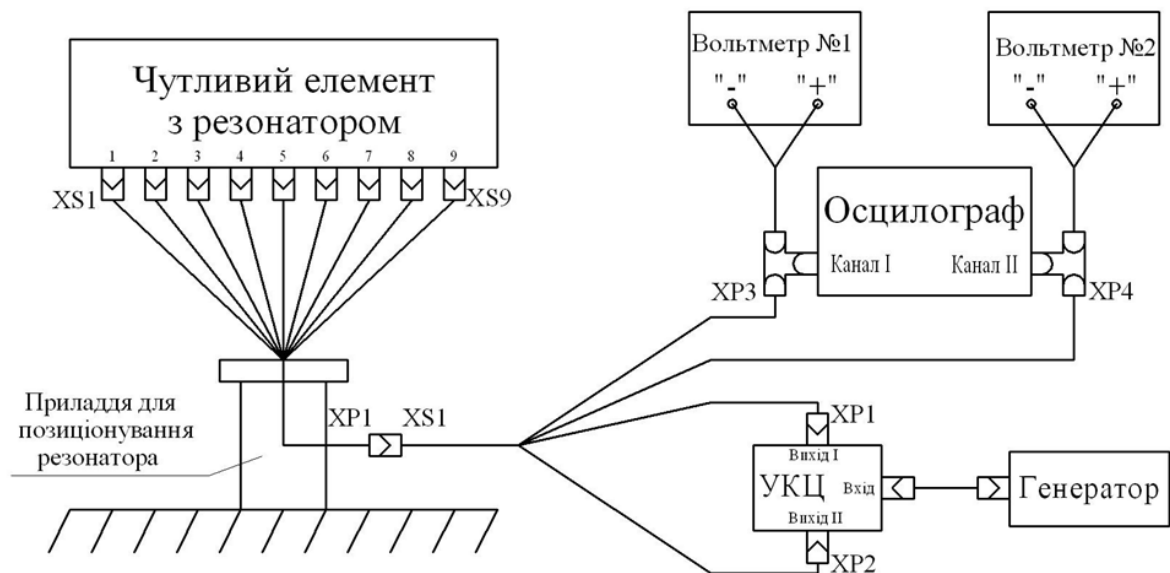 Чутливий елемент
з резонатором
1 2 3 4 5 6 7 8 9
XS1
XS9
Вольтметр №1
"-" "+"
Вольтметр №2
"-" "+"
Осцилограф
Канал I
Канал II
XP3
XP4
Приладдя для
позиціонування
резонатора
XP1
XS1
XP1
Вихід I
УКЦ
Вхід
Вихід II
XP2
Генератор